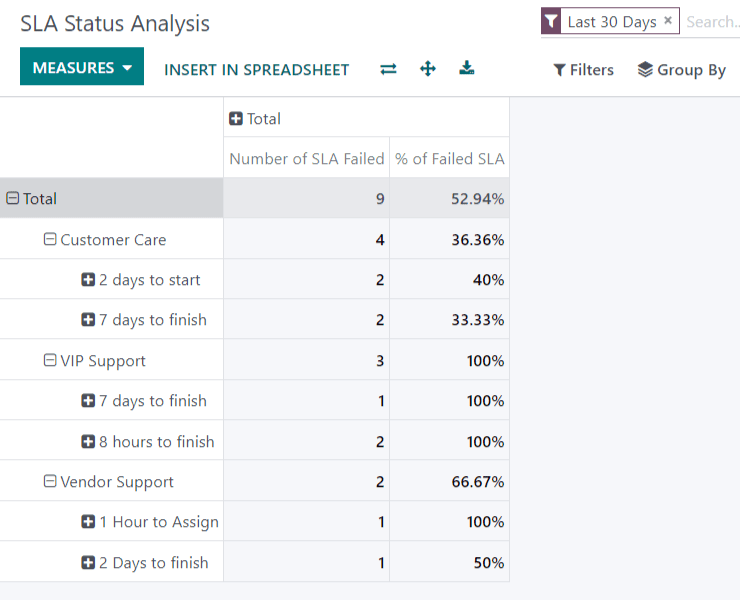 SLA Status Analysis
Last 30 Days × Search..
MEASURES INSERT IN SPREADSHEET Filters Group By
Total
Number of SLA Failed % of Failed SLA
Total 9 52.94%
Customer Care 4 36.36%
2 days to start 2 40%
7 days to finish 2 33.33%
VIP Support 3 100%
7 days to finish 1 100%
8 hours to finish 2 100%
Vendor Support 2 66.67%
1 Hour to Assign 1 100%
2 Days to finish 1 50%